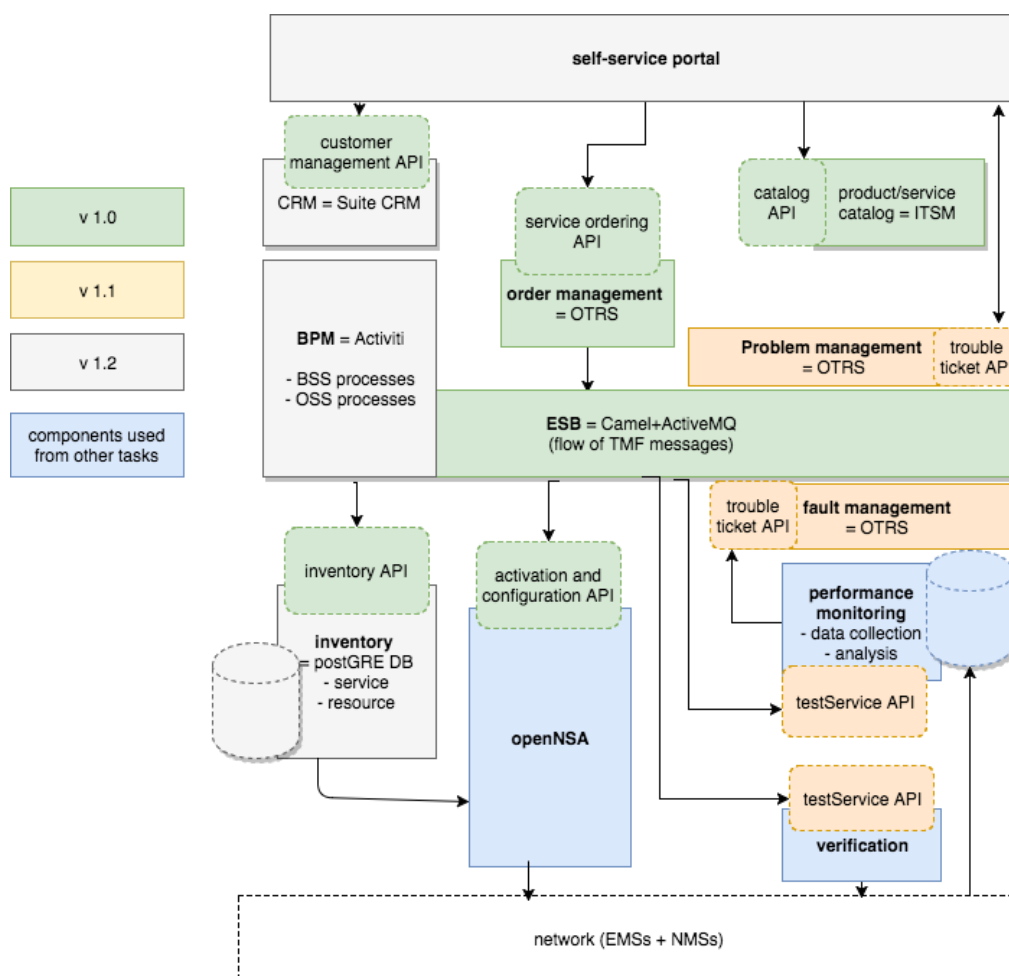 self-service portal
customer
management API
CRM = Suite CRM
service ordering
API
catalog
API
product/service
catalog = ITSM
v 1.0
v 1.1
v 1.2
components used
from other tasks
order management
= OTRS
BPM = Activiti
- BSS processes
- OSS processes
Problem management
= OTRS
trouble
ticket API
ESB = Camel+ActiveMQ
(flow of TMF messages)
trouble
ticket API
fault management
= OTRS
inventory API
activation and
configuration API
performance
monitoring
- data collection
- analysis
inventory
= postGRE DB
- service
- resource
testService API
openNSA
testService API
verification
network (EMSs + NMSs)